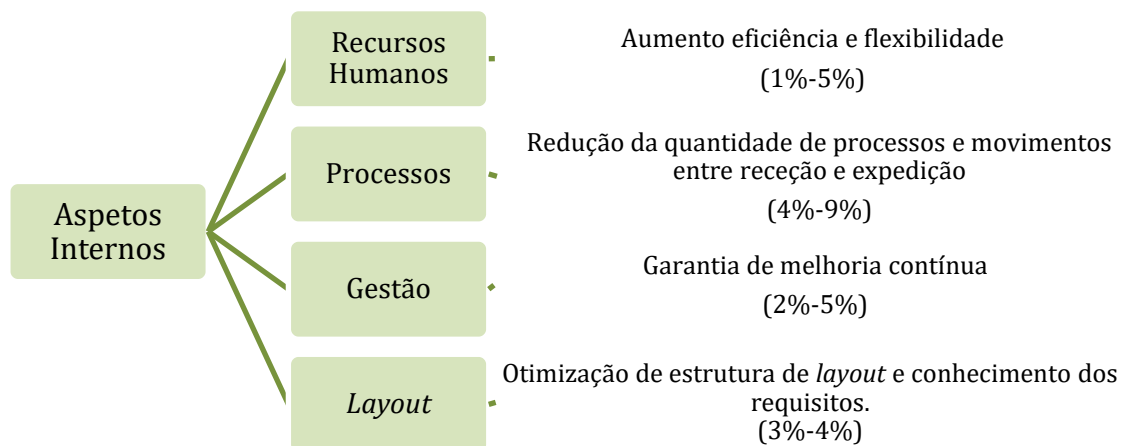 Aspetos
Internos
Recursos
Humanos
Aumento eficiência e flexibilidade
(1%-5%)
Processos
Redução da quantidade de processos e movimentos
entre receção e expedição
(4%-9%)
Gestão
Garantia de melhoria contínua
(2%-5%)
Layout
Otimização de estrutura de layout e conhecimento dos
requisitos.
(3%-4%)